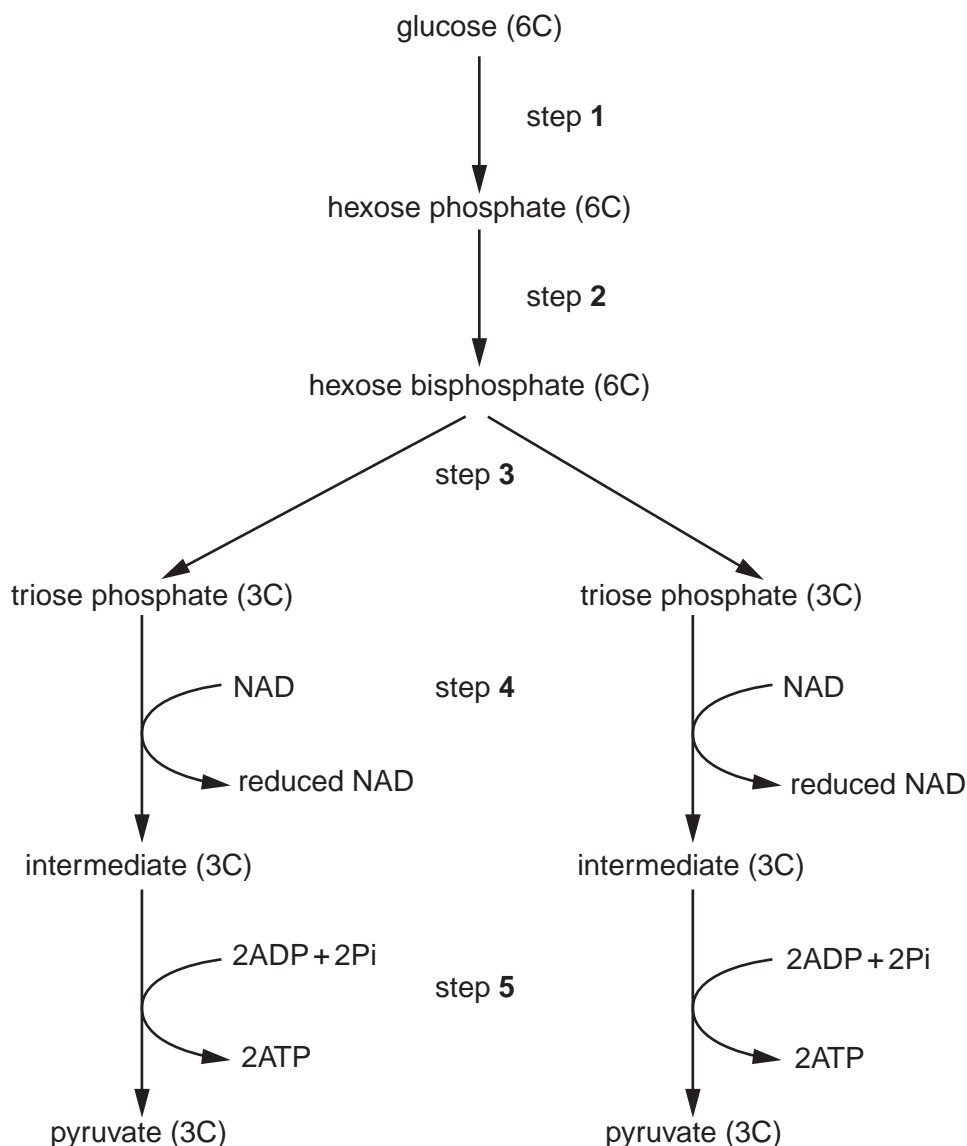 glucose (6C)
step 1
hexose phosphate (6C)
step 2
hexose bisphosphate (6C)
step 3
triose phosphate (3C) triose phosphate (3C)
NAD step 4 NAD
reduced NAD reduced NAD
intermediate (3C) intermediate (3C)
2ADP + 2Pi 2ADP + 2Pi
step 5
2ATP 2ATP
pyruvate (3C) pyruvate (3C)